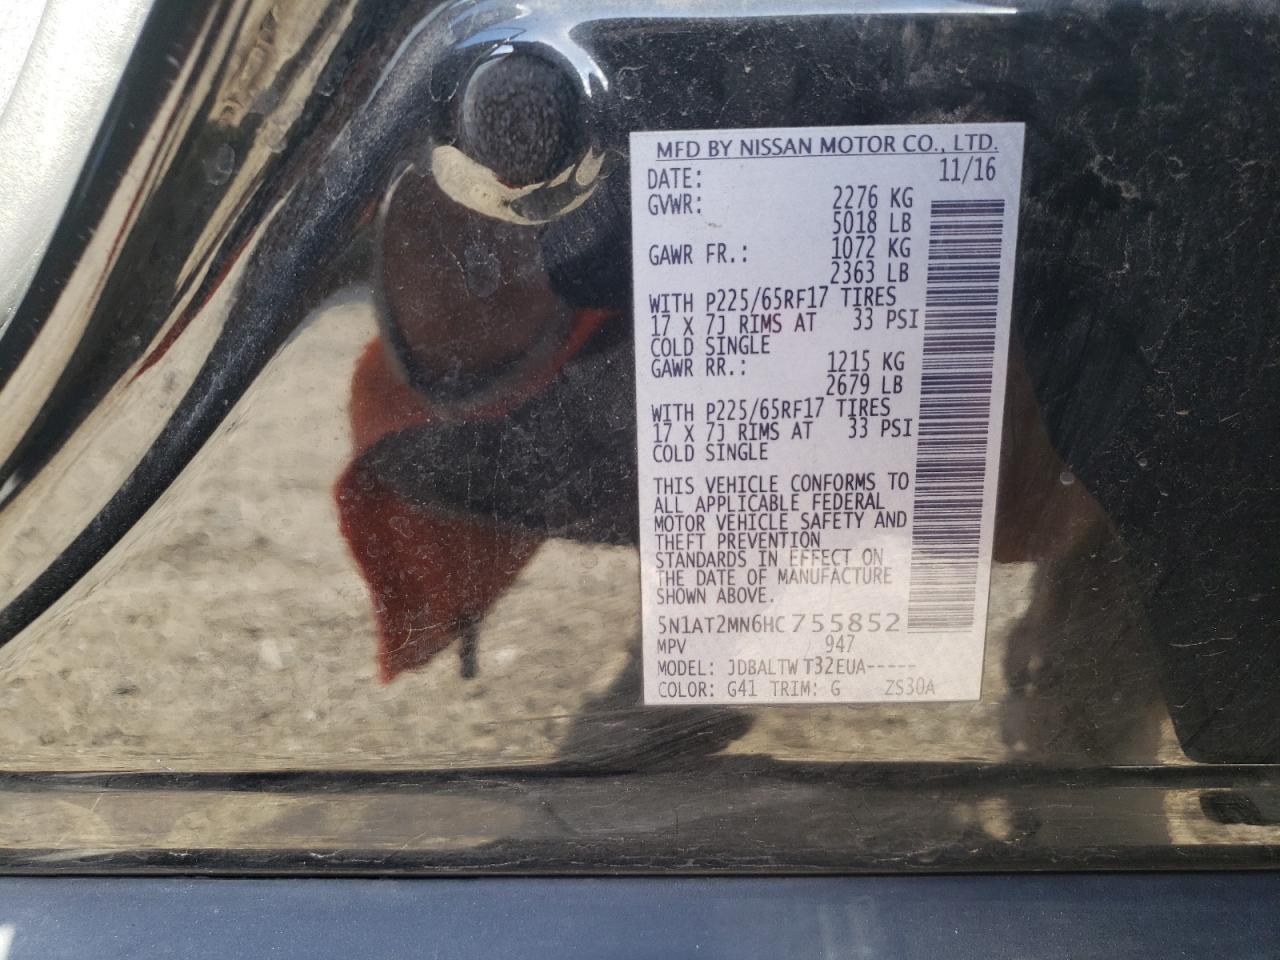 MFD BY NISSAN MOTOR CO., LTD.
DATE: 11/16
GVWR: 2276 KG
5018 LB
GAWR FR.: 1072 KG
2363 LB
WITH P225/65RF17 TIRES
17 X 7J RIMS AT 33 PSI
COLD SINGLE
GAWR RR.: 1215 KG
2679 LB
WITH P225/65RF17 TIRES
17 X 7J RIMS AT 33 PSI
COLD SINGLE
THIS VEHICLE CONFORMS TO
ALL APPLICABLE FEDERAL
MOTOR VEHICLE SAFETY AND
THEFT PREVENTION
STANDARDS IN EFFECT ON
THE DATE OF MANUFACTURE
SHOWN ABOVE.
5N1AT2MN6HC755852
MPV 947
MODEL: JDBALTW T32EUA-----
COLOR: G41 TRIM: G ZS30A